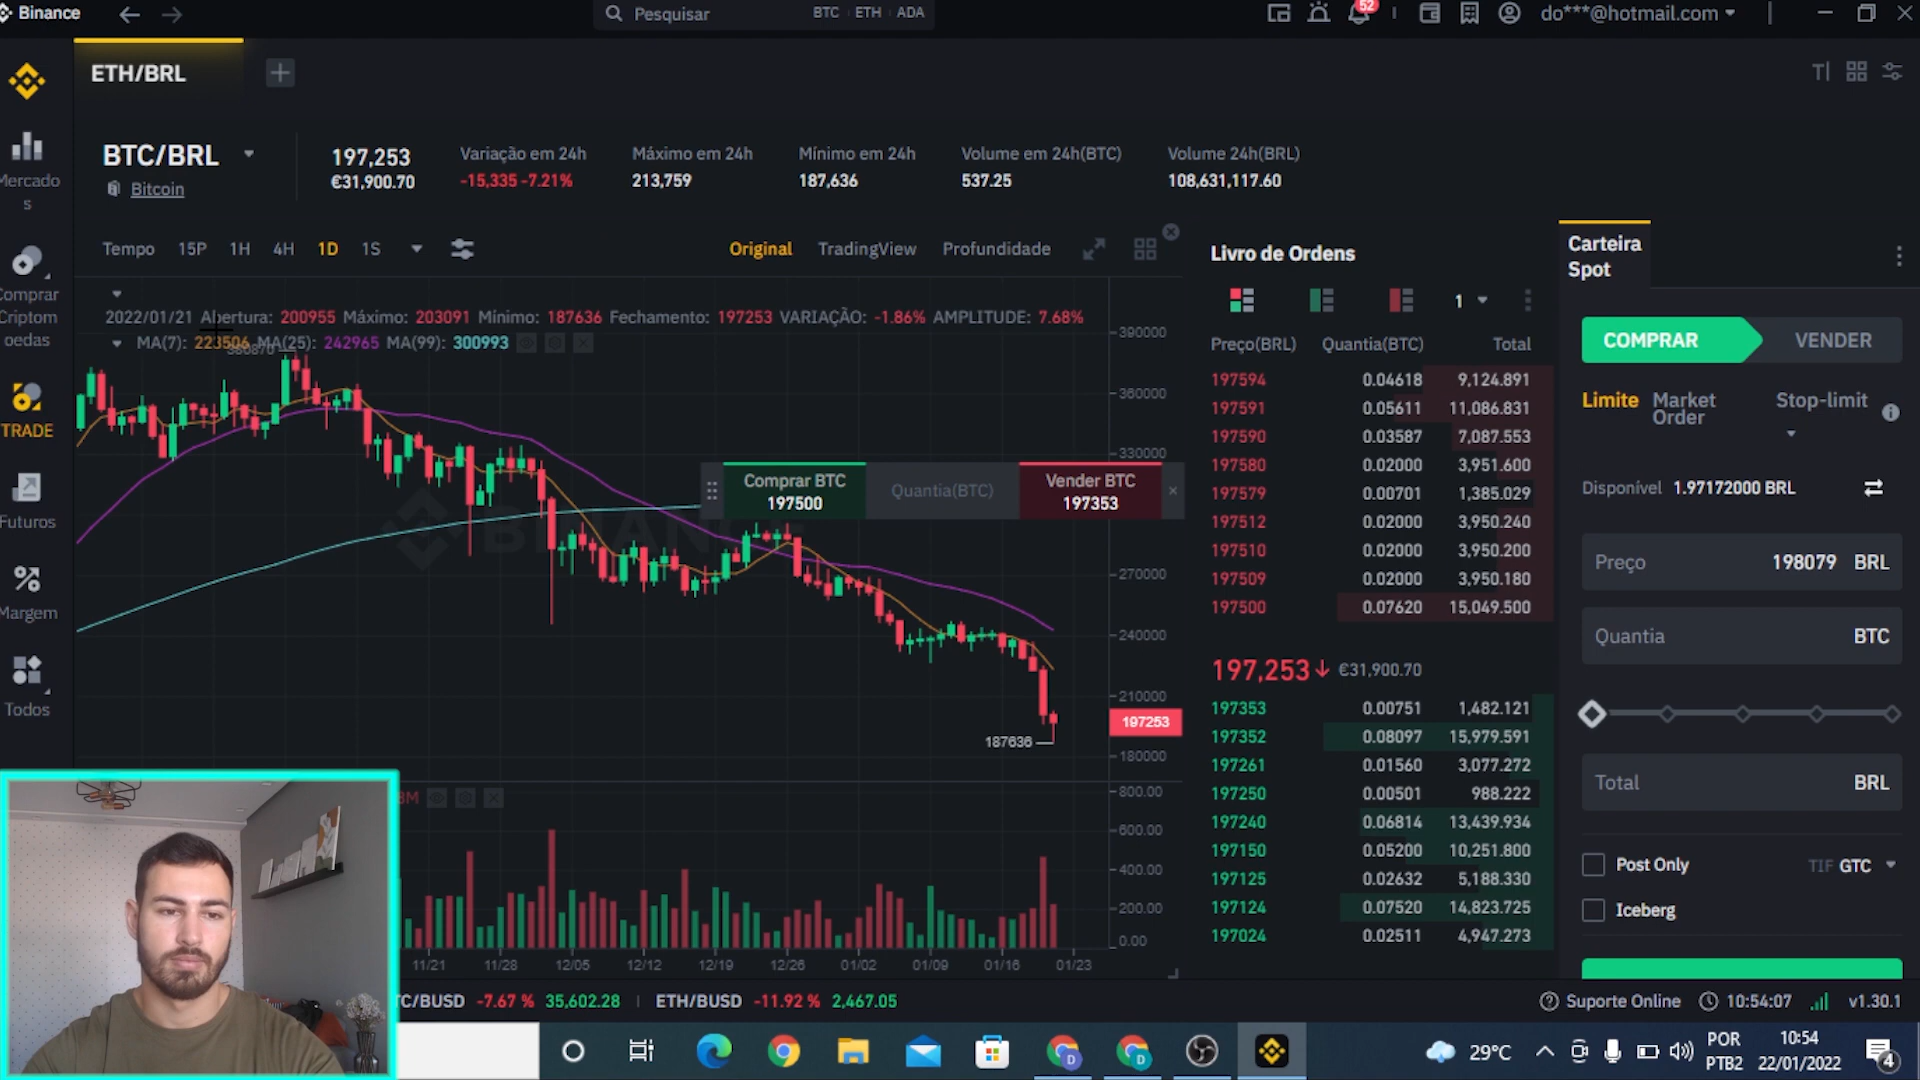 Binance
Pesquisar BTC ETH ADA
52
do***@hotmail.com
ETH/BRL
BTC/BRL
Bitcoin
197,253
€31,900.70
Variação em 24h
-15,335 -7.21%
Máximo em 24h
213,759
Mínimo em 24h
187,636
Volume em 24h(BTC)
537.25
Volume 24h(BRL)
108,631,117.60
Mercado
s
Comprar
Criptom
oedas
TRADE
Futuros
Margem
Todos
Tempo 15P 1H 4H 1D 1S
Original TradingView Profundidade
2022/01/21 Abertura: 200955 Máximo: 203091 Mínimo: 187636 Fechamento: 197253 VARIAÇÃO: -1.86% AMPLITUDE: 7.68%
MA(7): 223506 MA(25): 242965 MA(99): 300993
390000
360000
330000
270000
240000
210000
197253
180000
187636
Comprar BTC
197500
Quantia(BTC)
Vender BTC
197353
BINANCE
800.00
600.00
400.00
200.00
0.00
11/21 11/28 12/05 12/12 12/19 12/26 01/02 01/09 01/16 01/23
Livro de Ordens
1
Preço(BRL) Quantia(BTC) Total
197594 0.04618 9,124.891
197591 0.05611 11,086.831
197590 0.03587 7,087.553
197580 0.02000 3,951.600
197579 0.00701 1,385.029
197512 0.02000 3,950.240
197510 0.02000 3,950.200
197509 0.02000 3,950.180
197500 0.07620 15,049.500
197,253 €31,900.70
197353 0.00751 1,482.121
197352 0.08097 15,979.591
197261 0.01560 3,077.272
197250 0.00501 988.222
197240 0.06814 13,439.934
197150 0.05200 10,251.800
197125 0.02632 5,188.330
197124 0.07520 14,823.725
197024 0.02511 4,947.273
Carteira
Spot
COMPRAR VENDER
Limite Market
Order Stop-limit
Disponível 1.97172000 BRL
Preço 198079 BRL
Quantia BTC
Total BRL
Post Only TIF GTC
Iceberg
TC/BUSD -7.67 % 35,602.28 ETH/BUSD -11.92 % 2,467.05
Suporte Online 10:54:07 v1.30.1
29°C POR
PTB2
10:54
22/01/2022
4